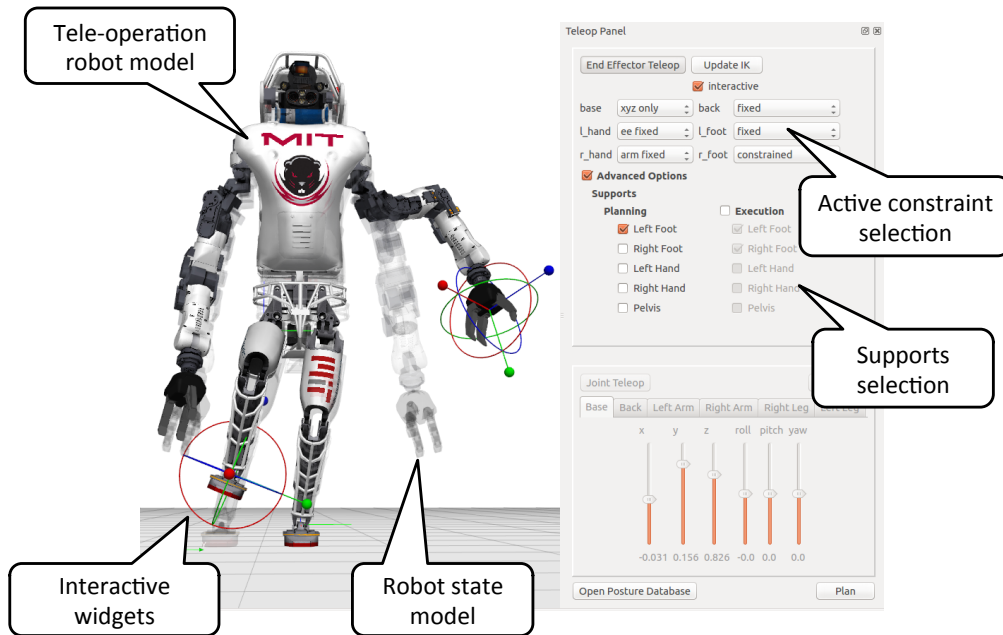 Tele-operation
robot model
MIT
Interactive
widgets
Robot state
model
Teleop Panel
End Effector Teleop Update IK
interactive
base xyz only back fixed
l_hand ee fixed l_foot fixed
r_hand arm fixed r_foot constrained
Advanced Options
Supports
Planning Execution
Left Foot Left Foot
Right Foot Right Foot
Left Hand Left Hand
Right Hand Right Hand
Pelvis Pelvis
Active constraint
selection
Supports
selection
Joint Teleop
Base Back Left Arm Right Arm Right Leg Left Leg
x y z roll pitch yaw
-0.031 0.156 0.826 -0.0 0.0 0.0
Open Posture Database Plan